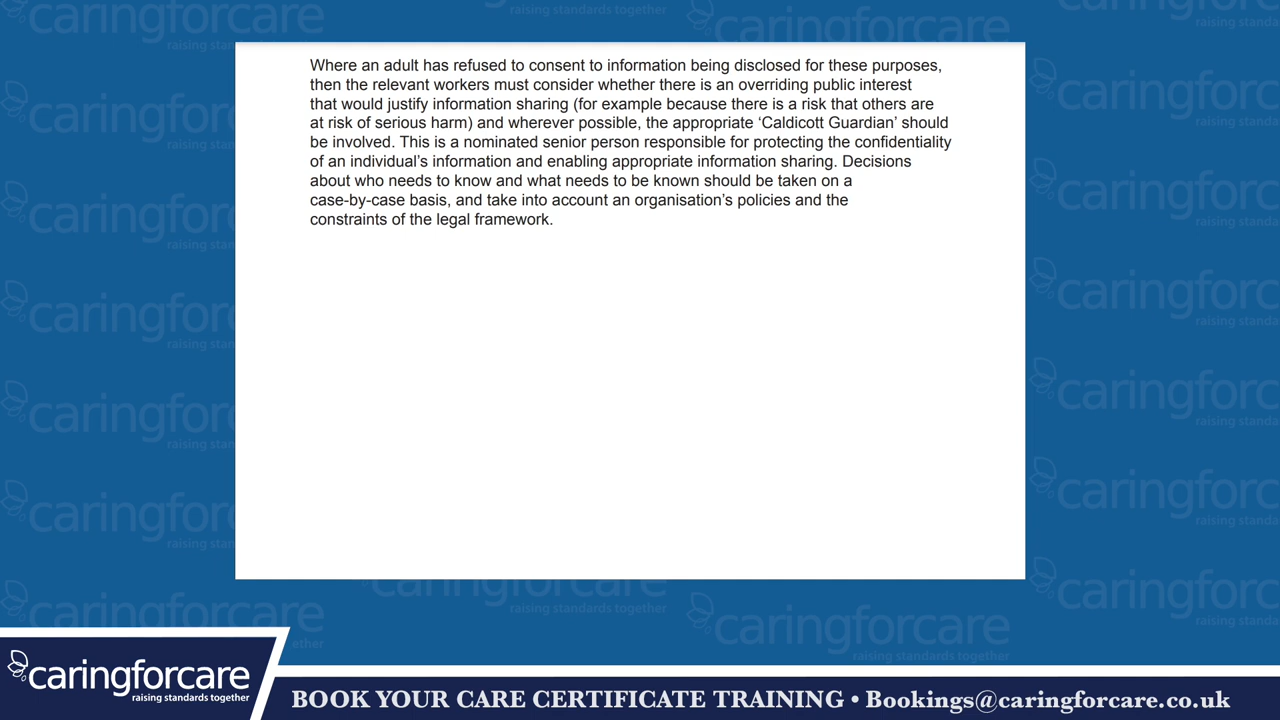 Where an adult has refused to consent to information being disclosed for these purposes,
then the relevant workers must consider whether there is an overriding public interest
that would justify information sharing (for example because there is a risk that others are
at risk of serious harm) and wherever possible, the appropriate ‘Caldicott Guardian’ should
be involved. This is a nominated senior person responsible for protecting the confidentiality
of an individual’s information and enabling appropriate information sharing. Decisions
about who needs to know and what needs to be known should be taken on a
case-by-case basis, and take into account an organisation’s policies and the
constraints of the legal framework.
caringforcare
raising standards together
BOOK YOUR CARE CERTIFICATE TRAINING • Bookings@caringforcare.co.uk